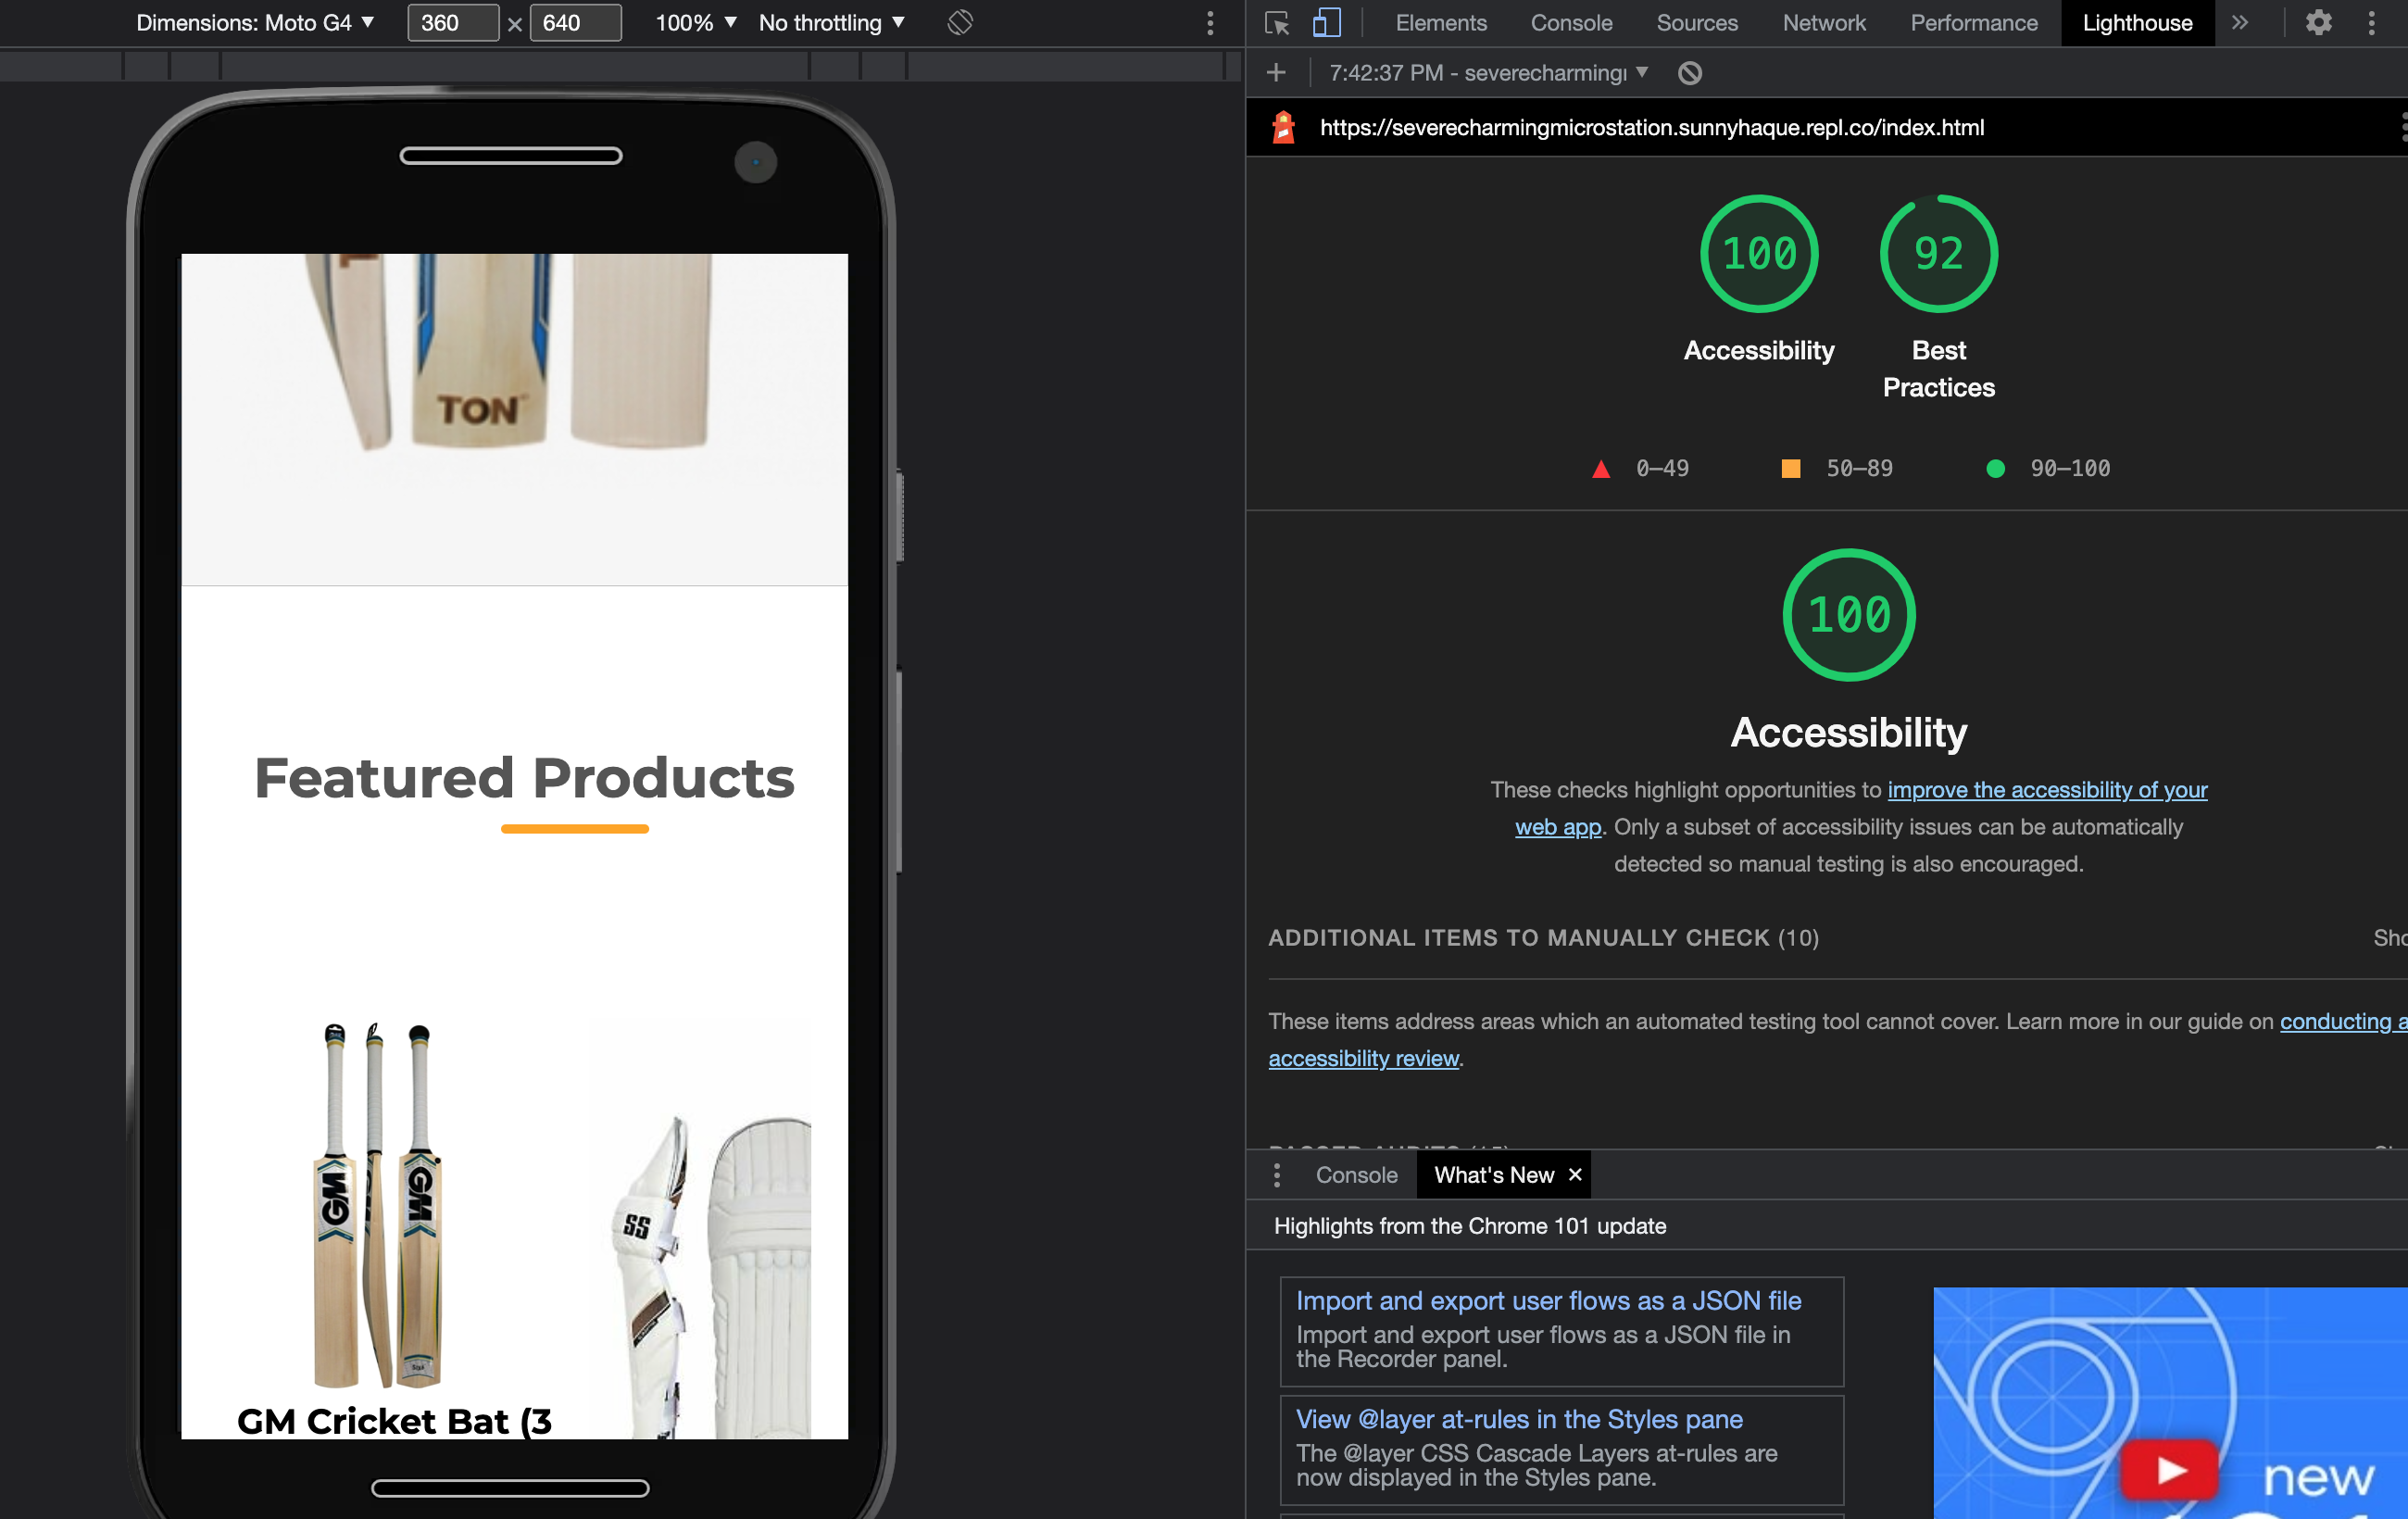 Dimensions: Moto G4 ▼ 360 × 640 100% ▼ No throttling ▼
TON
Featured Products
GM
GM
SS
GM Cricket Bat (3
Elements Console Sources Network Performance Lighthouse »
+ 7:42:37 PM - severecharming ▼
https://severecharmingmicrostation.sunnyhaque.repl.co/index.html
100 92
Accessibility Best
Practices
0–49 50–89 90–100
100
Accessibility
These checks highlight opportunities to improve the accessibility of your
web app. Only a subset of accessibility issues can be automatically
detected so manual testing is also encouraged.
ADDITIONAL ITEMS TO MANUALLY CHECK (10) Sho
These items address areas which an automated testing tool cannot cover. Learn more in our guide on conducting a
accessibility review.
PASSED AUDITS
Console What's New ×
Highlights from the Chrome 101 update
Import and export user flows as a JSON file
Import and export user flows as a JSON file in
the Recorder panel.
View @layer at-rules in the Styles pane
The @layer CSS Cascade Layers at-rules are
now displayed in the Styles pane.
new